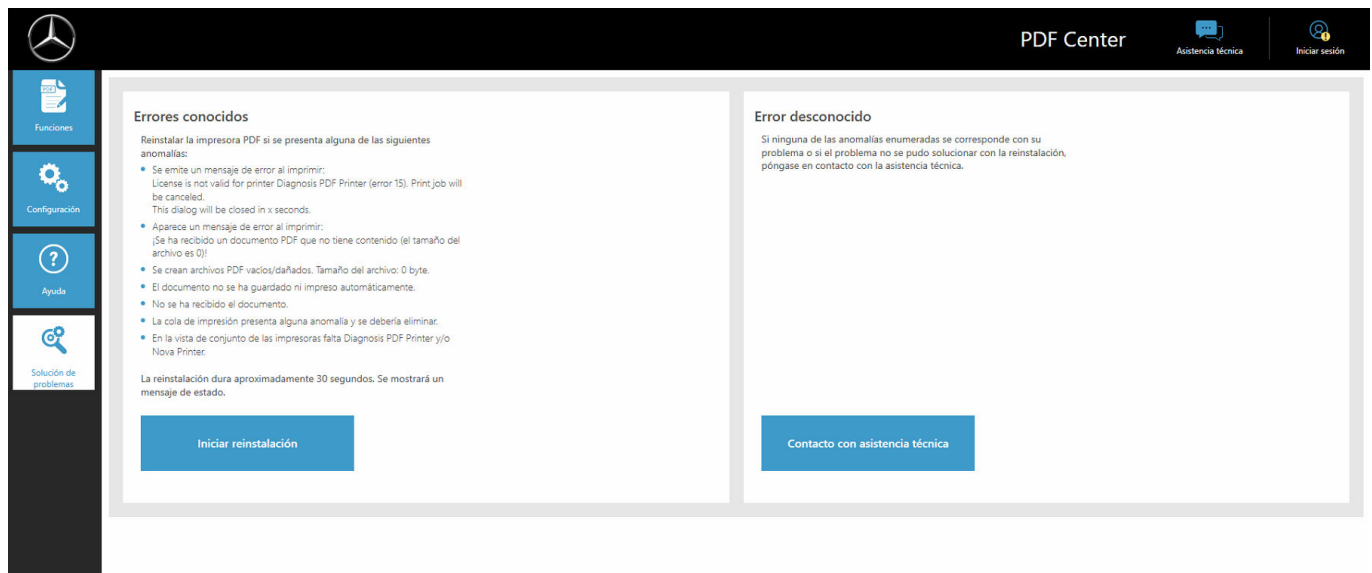 PDF Center
Asistencia técnica
Iniciar sesión
PDF
Funciones
Configuración
?
Ayuda
Solución de
problemas
Errores conocidos
Reinstalar la impresora PDF si se presenta alguna de las siguientes
anomalías:
• Se emite un mensaje de error al imprimir:
License is not valid for printer Diagnosis PDF Printer (error 15). Print job will
be canceled.
This dialog will be closed in x seconds.
• Aparece un mensaje de error al imprimir:
¡Se ha recibido un documento PDF que no tiene contenido (el tamaño del
archivo es 0)!
• Se crean archivos PDF vacíos/dañados. Tamaño del archivo: 0 byte.
• El documento no se ha guardado ni impreso automáticamente.
• No se ha recibido el documento.
• La cola de impresión presenta alguna anomalía y se debería eliminar.
• En la vista de conjunto de las impresoras falta Diagnosis PDF Printer y/o
Nova Printer.
La reinstalación dura aproximadamente 30 segundos. Se mostrará un
mensaje de estado.
Iniciar reinstalación
Error desconocido
Si ninguna de las anomalías enumeradas se corresponde con su
problema o si el problema no se pudo solucionar con la reinstalación,
póngase en contacto con la asistencia técnica.
Contacto con asistencia técnica